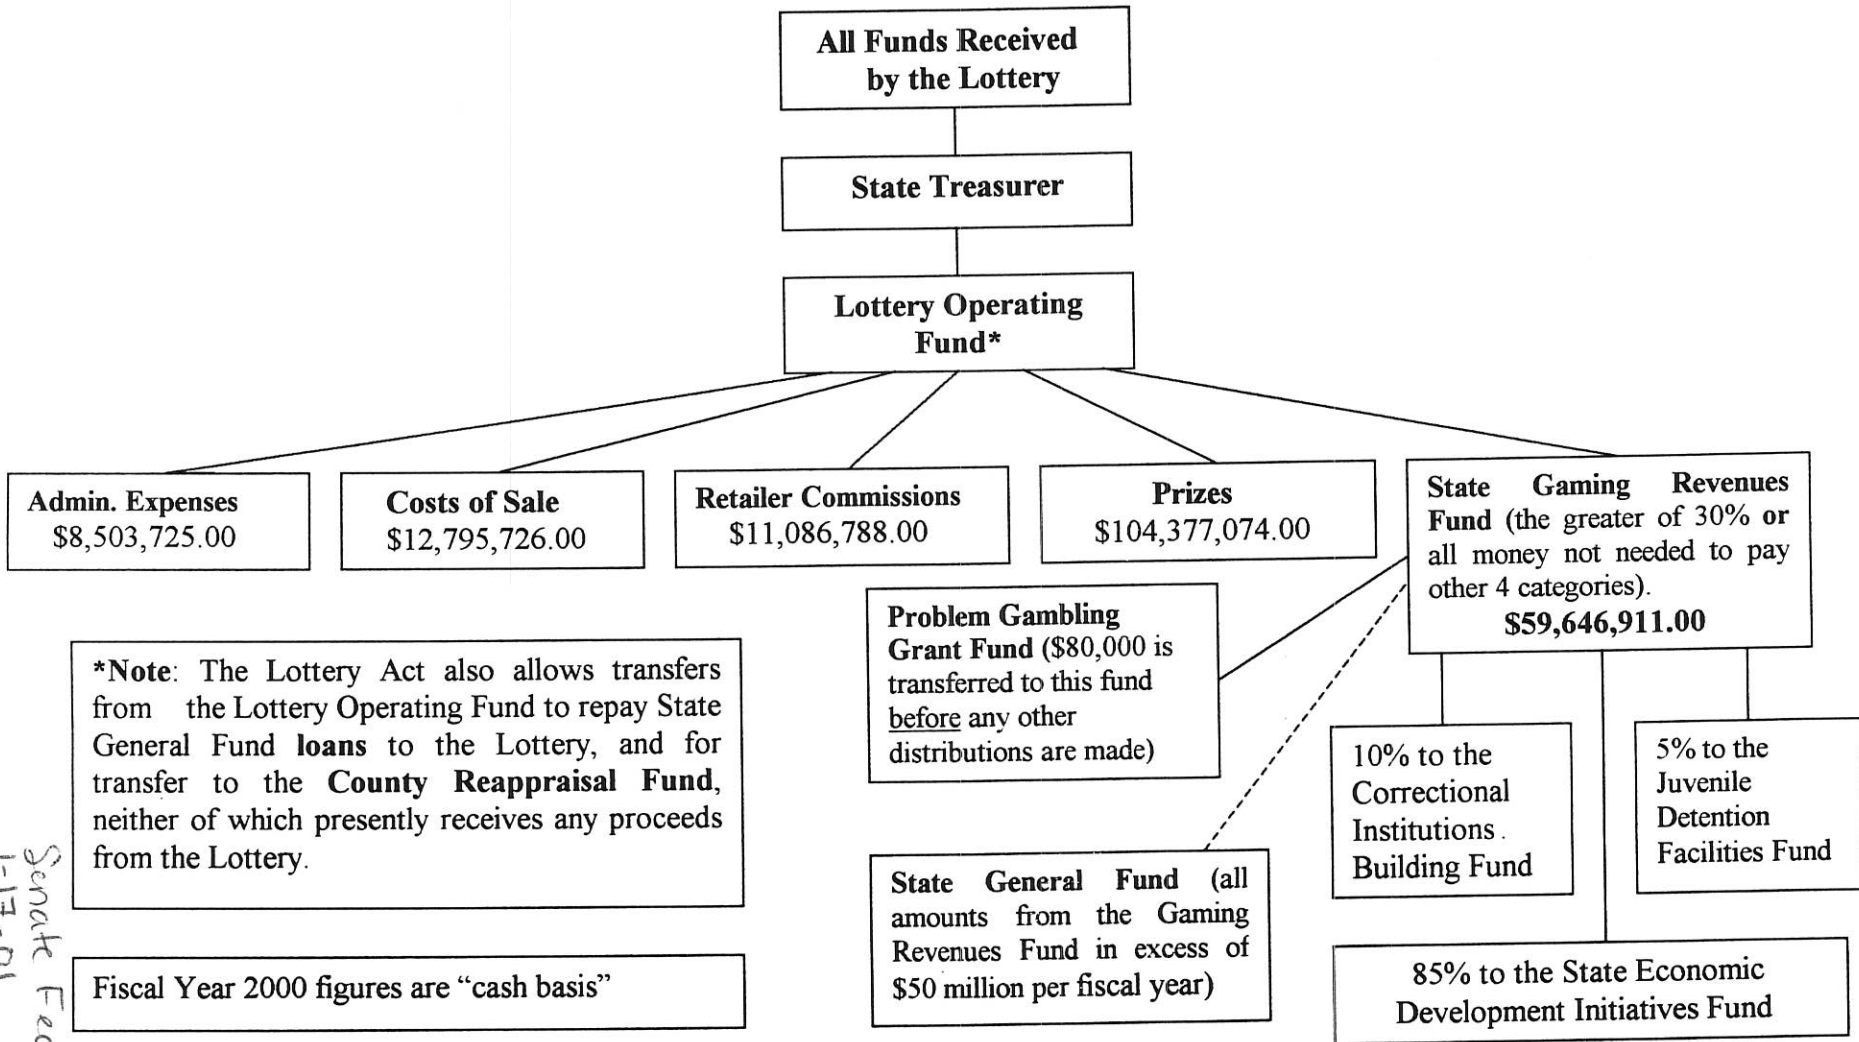 All Funds Received
by the Lottery
State Treasurer
Lottery Operating
Fund*
Admin. Expenses
$8,503,725.00
Costs of Sale
$12,795,726.00
Retailer Commissions
$11,086,788.00
Prizes
$104,377,074.00
State Gaming Revenues
Fund (the greater of 30% or
all money not needed to pay
other 4 categories).
$59,646,911.00
Problem Gambling
Grant Fund ($80,000 is
transferred to this fund
before any other
distributions are made)
*Note: The Lottery Act also allows transfers
from the Lottery Operating Fund to repay State
General Fund loans to the Lottery, and for
transfer to the County Reappraisal Fund,
neither of which presently receives any proceeds
from the Lottery.
10% to the
Correctional
Institutions.
Building Fund
5% to the
Juvenile
Detention
Facilities Fund
State General Fund (all
amounts from the Gaming
Revenues Fund in excess of
$50 million per fiscal year)
Fiscal Year 2000 figures are “cash basis”
85% to the State Economic
Development Initiatives Fund
Senate
1-17-01